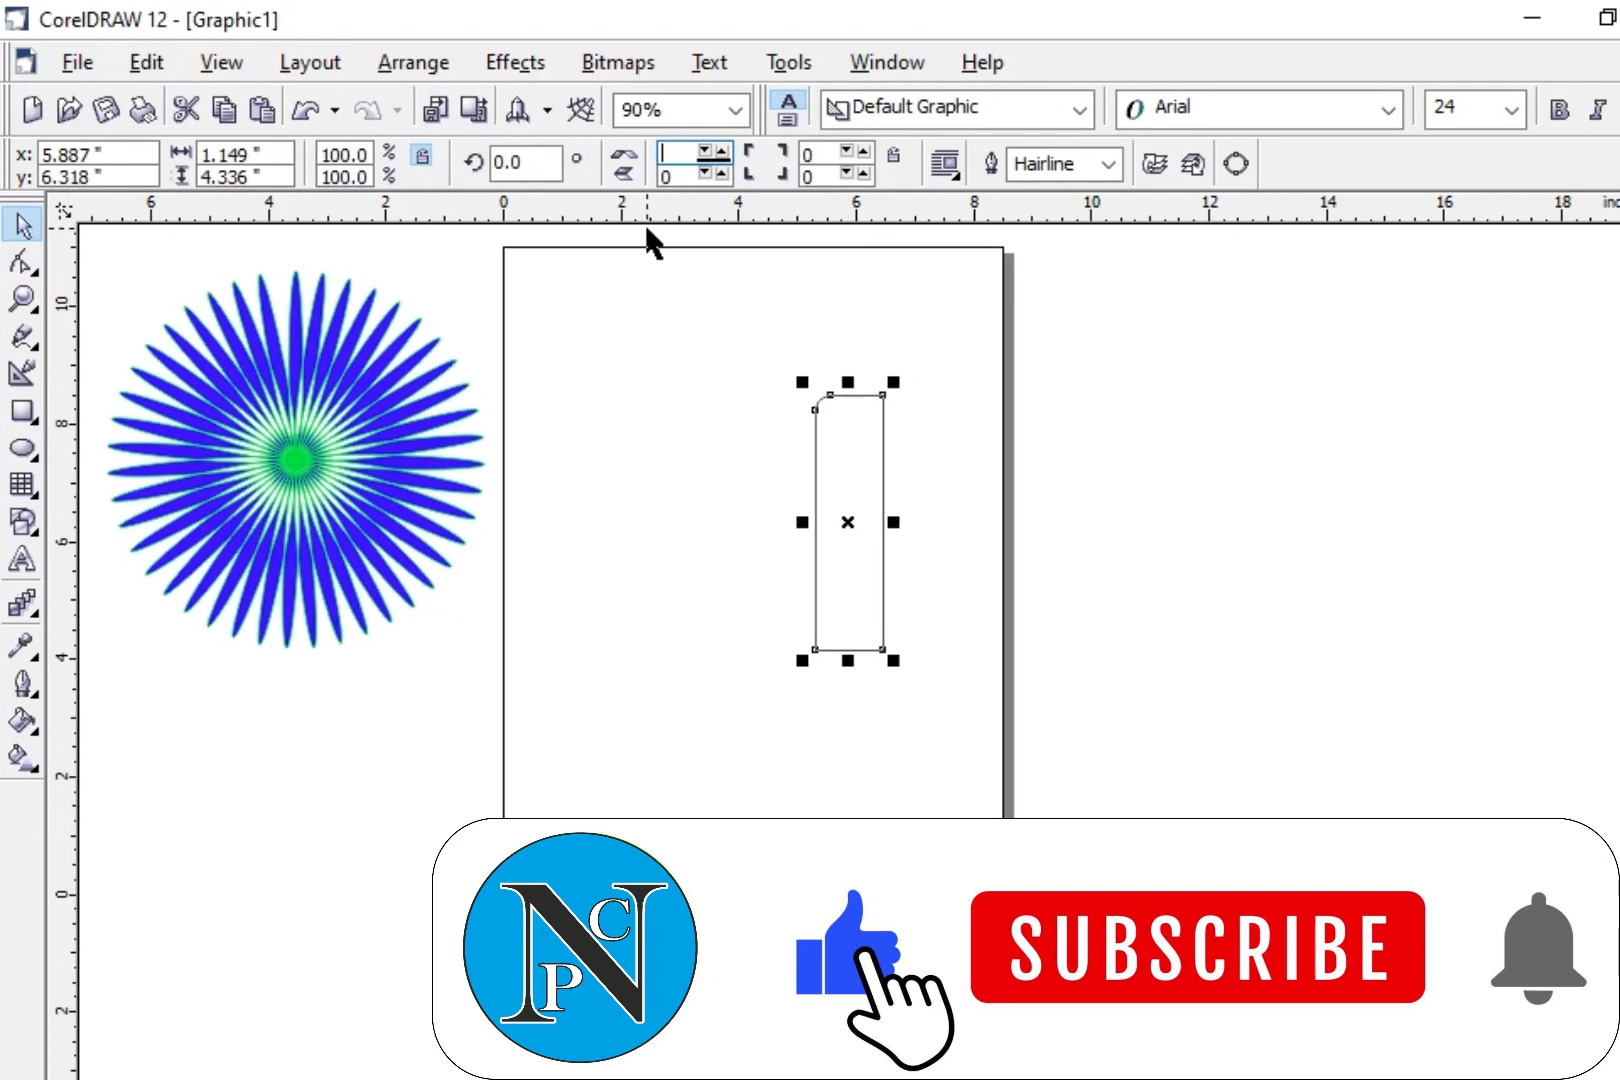 CorelDRAW 12 - [Graphic1]
File Edit View Layout Arrange Effects Bitmaps Text Tools Window Help
90% A Default Graphic O Arial 24 B I
x: 5.887 " 1.149 " 100.0 % 0.0 ° 0 Hairline
y: 6.318 " 4.336 " 100.0 % 0 0
6 4 2 0 2 4 6 8 10 12 14 16 18
10
8
6
4
2
0
2
N C P
SUBSCRIBE